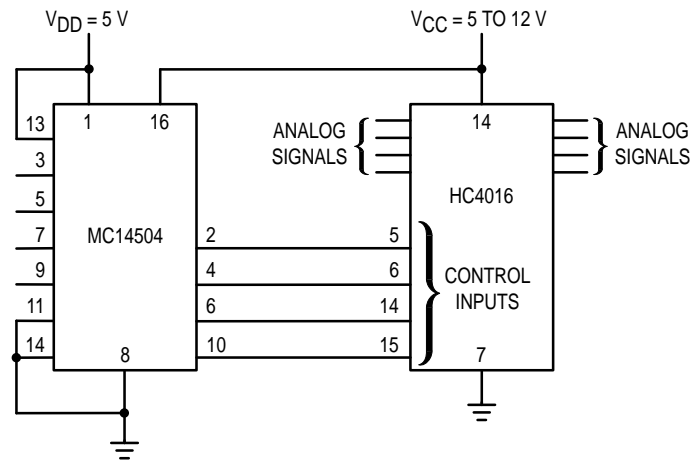 VDD = 5 V
VCC = 5 TO 12 V
13
1
16
3
5
7
9
11
14
MC14504
2
4
6
10
8
ANALOG
SIGNALS
14
ANALOG
SIGNALS
HC4016
5
6
14
15
CONTROL
INPUTS
7